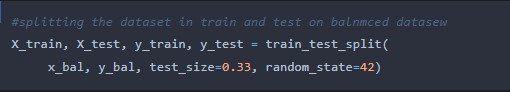 #splitting the dataset in train and test on balnmced datasew
X_train, X_test, y_train, y_test = train_test_split(
x_bal, y_bal, test_size=0.33, random_state=42)